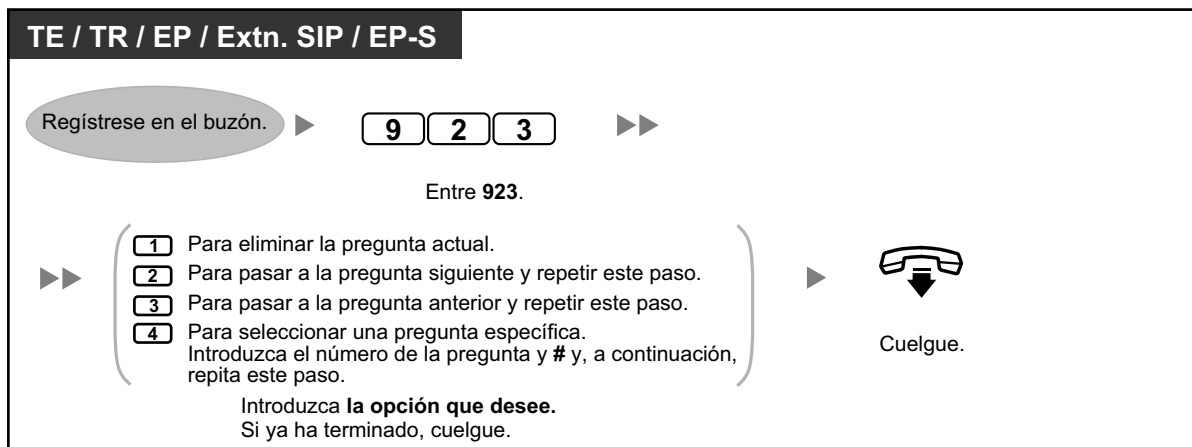 TE / TR / EP / Extn. SIP / EP-S
Regístrese en el buzón.
9 2 3
Entre 923.
1 Para eliminar la pregunta actual.
2 Para pasar a la pregunta siguiente y repetir este paso.
3 Para pasar a la pregunta anterior y repetir este paso.
4 Para seleccionar una pregunta específica.
Introduzca el número de la pregunta y # y, a continuación,
repita este paso.
Introduzca la opción que desee.
Si ya ha terminado, cuelgue.
Cuelgue.